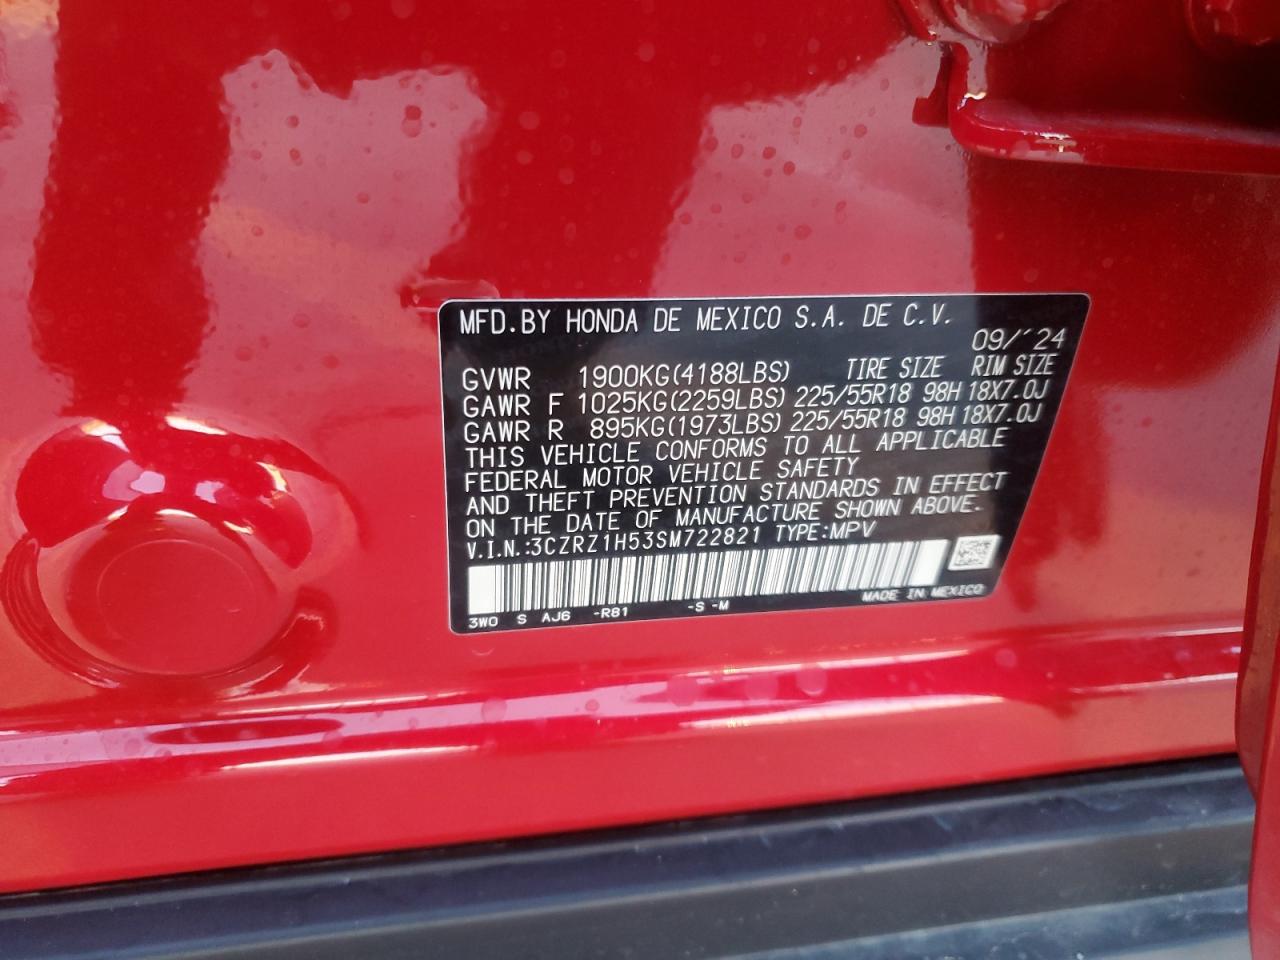 MFD.BY HONDA DE MEXICO S.A. DE C.V.
09/´24
GVWR 1900KG(4188LBS) TIRE SIZE RIM SIZE
GAWR F 1025KG(2259LBS) 225/55R18 98H 18X7.0J
GAWR R 895KG(1973LBS) 225/55R18 98H 18X7.0J
THIS VEHICLE CONFORMS TO ALL APPLICABLE
FEDERAL MOTOR VEHICLE SAFETY
AND THEFT PREVENTION STANDARDS IN EFFECT
ON THE DATE OF MANUFACTURE SHOWN ABOVE.
V.I.N.:3CZRZ1H53SM722821 TYPE:MPV
MADE IN MEXICO
3W0 S AJ6 -R81 -S -M